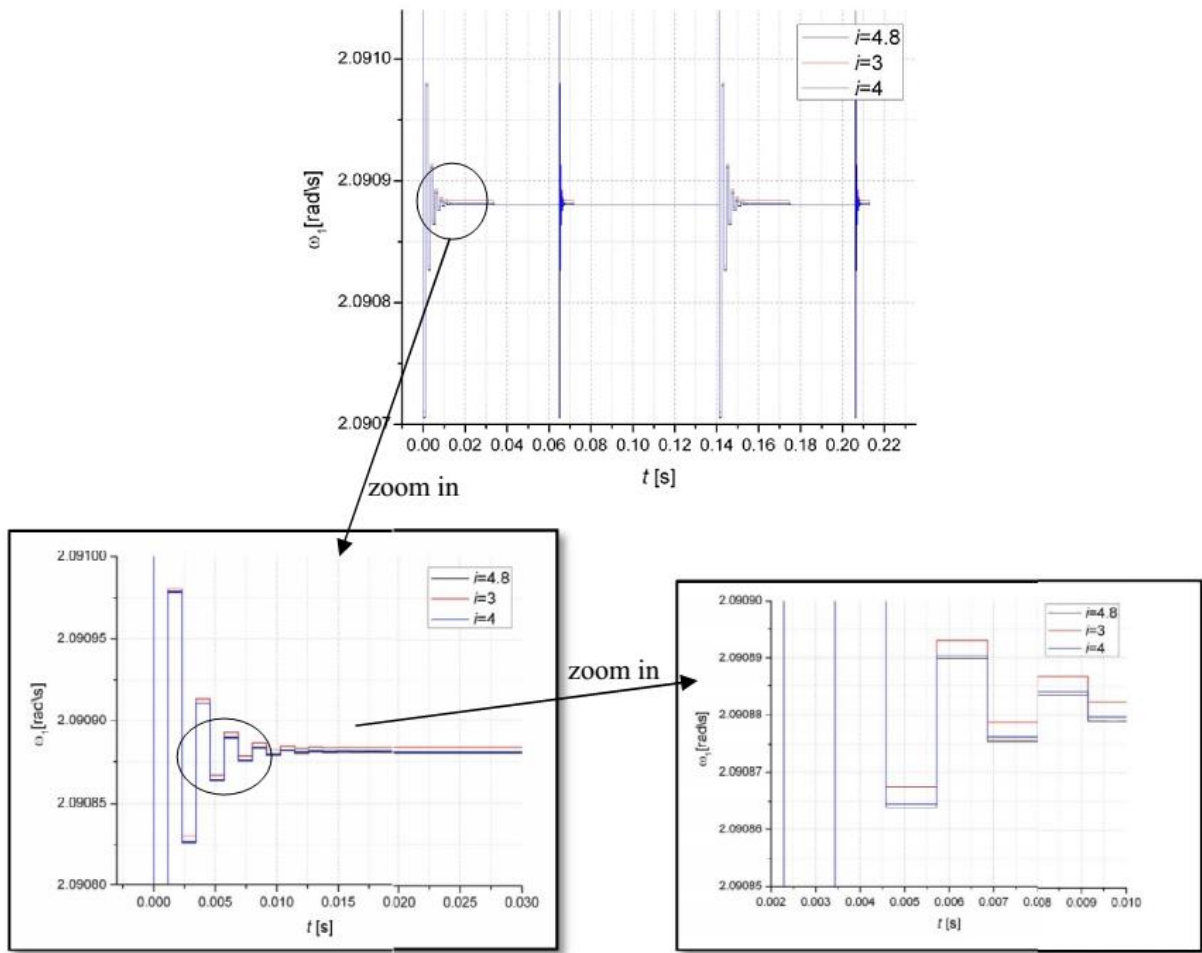 2.0910
2.0909
2.0908
2.0907
ω₁[rad\s]
i=4.8
i=3
i=4
0.00 0.02 0.04 0.06 0.08 0.10 0.12 0.14 0.16 0.18 0.20 0.22
t [s]
zoom in
2.09100
2.09095
2.09090
2.09085
2.09080
ω₁[rad\s]
i=4.8
i=3
i=4
0.000 0.005 0.010 0.015 0.020 0.025 0.030
t [s]
zoom in
2.09090
2.09089
2.09088
2.09087
2.09086
2.09085
ω₁[rad\s]
i=4.8
i=3
i=4
0.002 0.003 0.004 0.005 0.006 0.007 0.008 0.009 0.010
t [s]